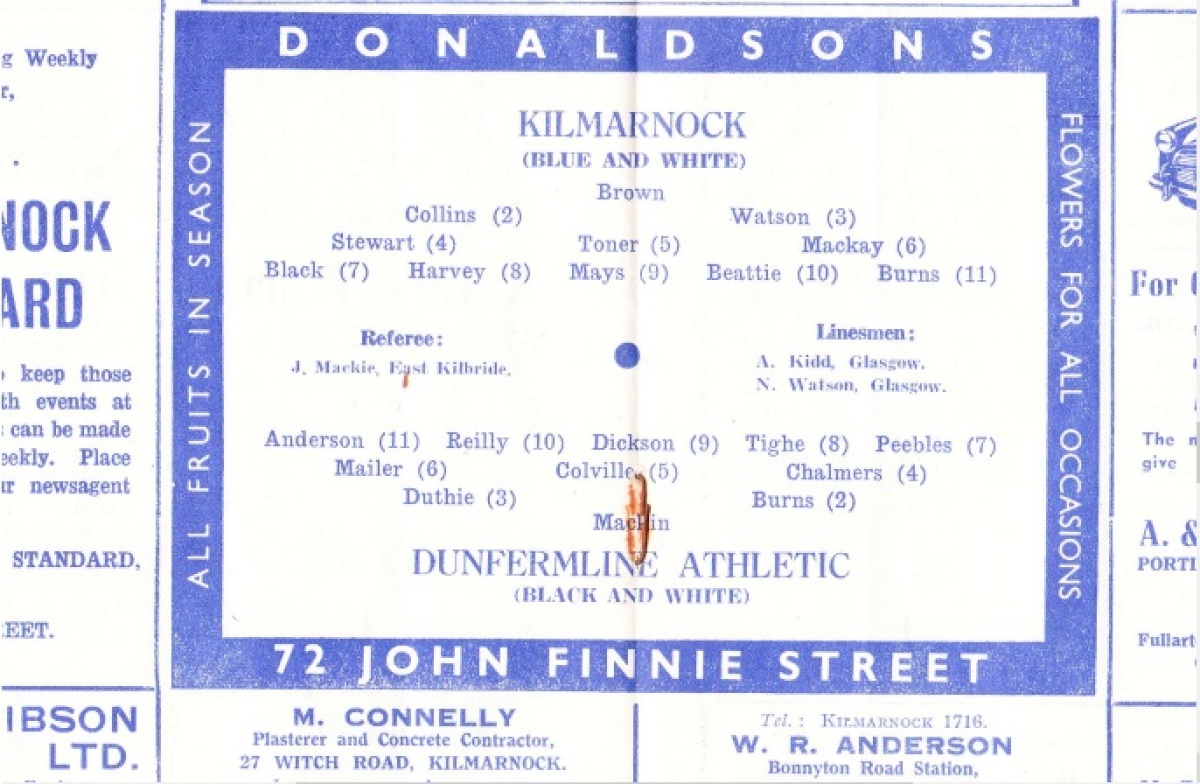 g Weekly
r,
NOCK
ARD
keep those
th events at
can be made
eekly. Place
ur newsagent
STANDARD,
EET.
IBSON
LTD.
DONALDSONS
ALL FRUITS IN SEASON
KILMARNOCK
(BLUE AND WHITE)
Brown
Collins (2) Watson (3)
Stewart (4) Toner (5) Mackay (6)
Black (7) Harvey (8) Mays (9) Beattie (10) Burns (11)
Referee:
J. Mackie, East Kilbride.
Linesmen:
A. Kidd, Glasgow.
N. Watson, Glasgow.
Anderson (11) Reilly (10) Dickson (9) Tighe (8) Peebles (7)
Mailer (6) Colville (5) Chalmers (4)
Duthie (3) Burns (2)
Mackin
DUNFERMLINE ATHLETIC
(BLACK AND WHITE)
FLOWERS FOR ALL OCCASIONS
72 JOHN FINNIE STREET
M. CONNELLY
Plasterer and Concrete Contractor,
27 WITCH ROAD, KILMARNOCK.
Tel.: KILMARNOCK 1716.
W. R. ANDERSON
Bonnyton Road Station,
For
The
give
A. &
PORTI
Fullart